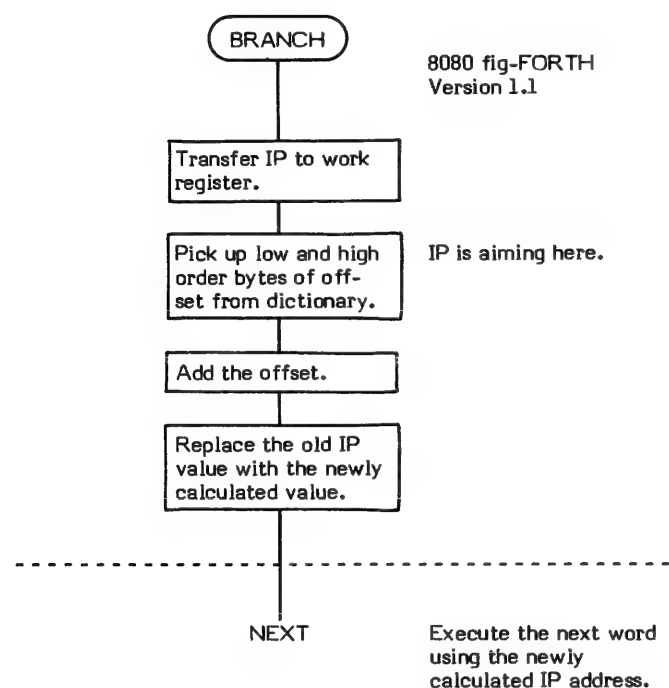 BRANCH
8080 fig-FORTH
Version 1.1
Transfer IP to work
register.
Pick up low and high
order bytes of off-
set from dictionary.
IP is aiming here.
Add the offset.
Replace the old IP
value with the newly
calculated value.
NEXT
Execute the next word
using the newly
calculated IP address.